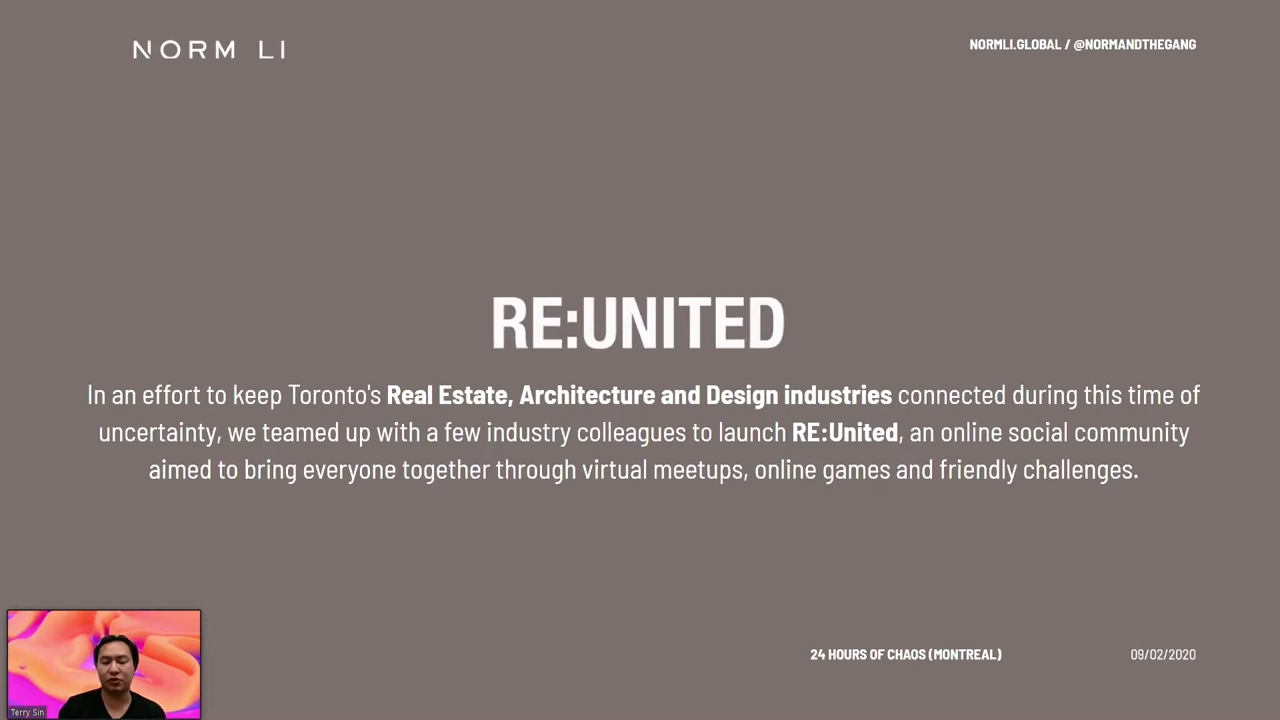 NORM LI
NORMLI.GLOBAL / @NORMANDTHEGANG
RE:UNITED
In an effort to keep Toronto's Real Estate, Architecture and Design industries connected during this time of
uncertainty, we teamed up with a few industry colleagues to launch RE:United, an online social community
aimed to bring everyone together through virtual meetups, online games and friendly challenges.
24 HOURS OF CHAOS (MONTREAL)
09/02/2020
Terry Sin